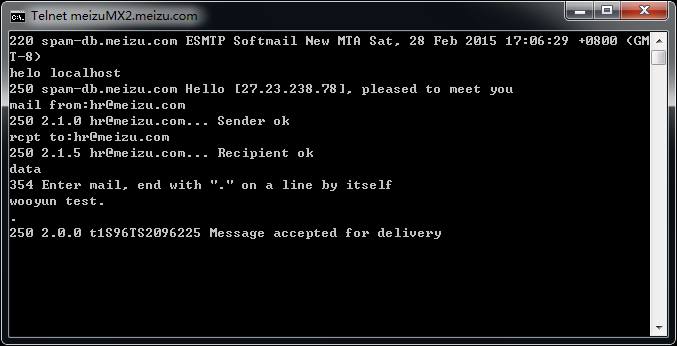 Telnet meizuMX2.meizu.com
220 spam-db.meizu.com ESMTP Softmail New MTA Sat, 28 Feb 2015 17:06:29 +0800 (GM
T-8)
helo localhost
250 spam-db.meizu.com Hello [27.23.238.78], pleased to meet you
mail from:hr@meizu.com
250 2.1.0 hr@meizu.com... Sender ok
rcpt to:hr@meizu.com
250 2.1.5 hr@meizu.com... Recipient ok
data
354 Enter mail, end with "." on a line by itself
wooyun test.
.
250 2.0.0 t1S96TS2096225 Message accepted for delivery